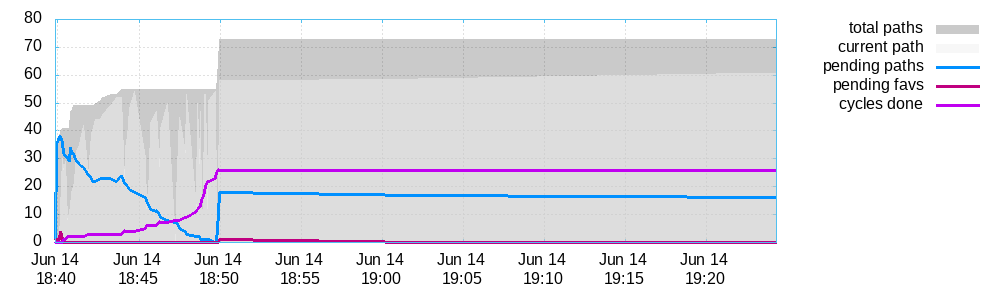 80
70
60
50
40
30
20
10
0
Jun 14 Jun 14 Jun 14 Jun 14 Jun 14 Jun 14 Jun 14 Jun 14 Jun 14
18:40 18:45 18:50 18:55 19:00 19:05 19:10 19:15 19:20
total paths
current path
pending paths
pending favs
cycles done